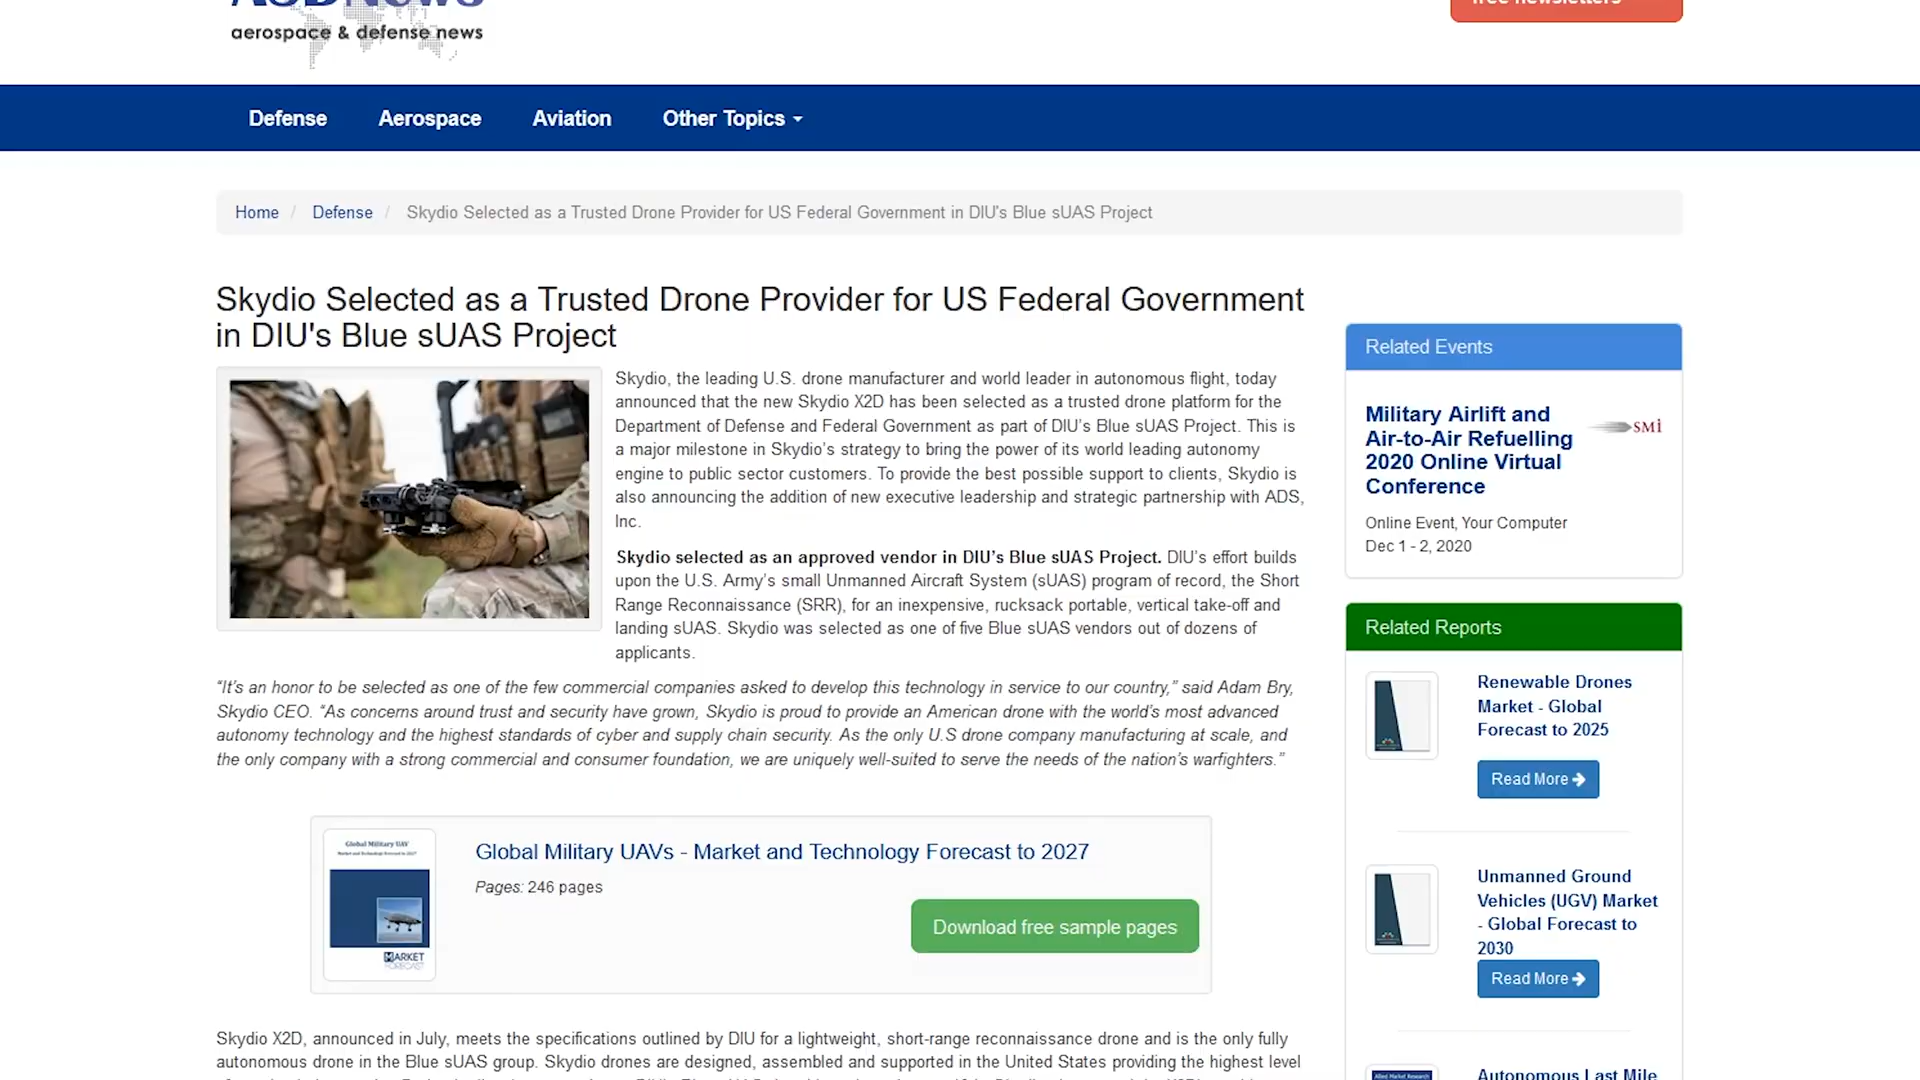 ASDNews
aerospace & defense news
free newsletters
Defense
Aerospace
Aviation
Other Topics
Home / Defense / Skydio Selected as a Trusted Drone Provider for US Federal Government in DIU's Blue sUAS Project
Skydio Selected as a Trusted Drone Provider for US Federal Government
in DIU's Blue sUAS Project
Skydio, the leading U.S. drone manufacturer and world leader in autonomous flight, today
announced that the new Skydio X2D has been selected as a trusted drone platform for the
Department of Defense and Federal Government as part of DIU’s Blue sUAS Project. This is
a major milestone in Skydio’s strategy to bring the power of its world leading autonomy
engine to public sector customers. To provide the best possible support to clients, Skydio is
also announcing the addition of new executive leadership and strategic partnership with ADS,
Inc.
Skydio selected as an approved vendor in DIU’s Blue sUAS Project. DIU’s effort builds
upon the U.S. Army’s small Unmanned Aircraft System (sUAS) program of record, the Short
Range Reconnaissance (SRR), for an inexpensive, rucksack portable, vertical take-off and
landing sUAS. Skydio was selected as one of five Blue sUAS vendors out of dozens of
applicants.
“It’s an honor to be selected as one of the few commercial companies asked to develop this technology in service to our country,” said Adam Bry,
Skydio CEO. “As concerns around trust and security have grown, Skydio is proud to provide an American drone with the world’s most advanced
autonomy technology and the highest standards of cyber and supply chain security. As the only U.S drone company manufacturing at scale, and
the only company with a strong commercial and consumer foundation, we are uniquely well-suited to serve the needs of the nation’s warfighters.”
Global Military UAV
Market and Technology Forecast to 2027
MARKET
FORECAST
Global Military UAVs - Market and Technology Forecast to 2027
Pages: 246 pages
Download free sample pages
Skydio X2D, announced in July, meets the specifications outlined by DIU for a lightweight, short-range reconnaissance drone and is the only fully
autonomous drone in the Blue sUAS group. Skydio drones are designed, assembled and supported in the United States providing the highest level
Related Events
Military Airlift and
Air-to-Air Refuelling
2020 Online Virtual
Conference
SMi
Online Event, Your Computer
Dec 1 - 2, 2020
Related Reports
Renewable Drones
Market - Global
Forecast to 2025
Read More
Unmanned Ground
Vehicles (UGV) Market
- Global Forecast to
2030
Read More
Allied Market Research
Autonomous Last Mile